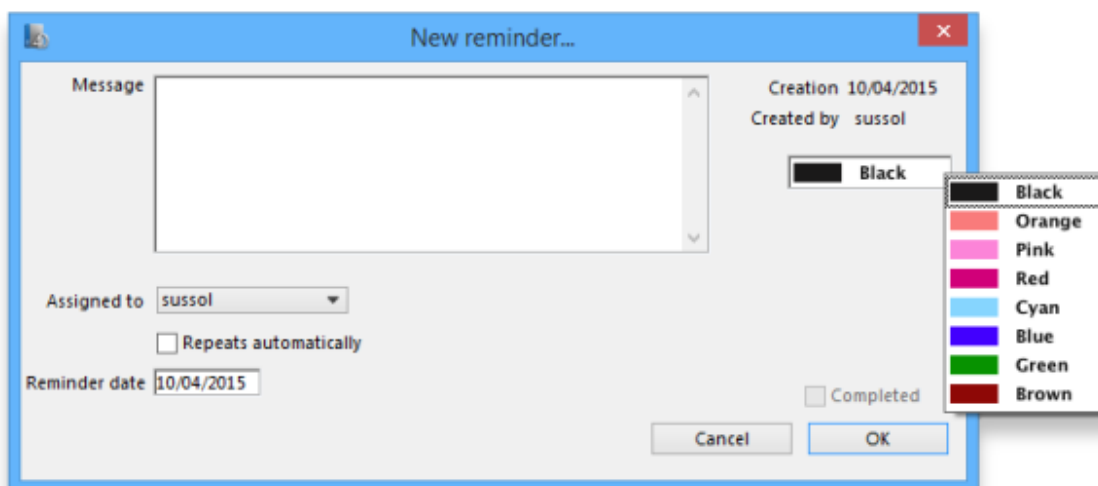 New reminder...
Message
Creation 10/04/2015
Created by sussol
Black
Black
Orange
Pink
Red
Cyan
Blue
Green
Brown
Assigned to sussol
Repeats automatically
Reminder date 10/04/2015
Completed
Cancel OK